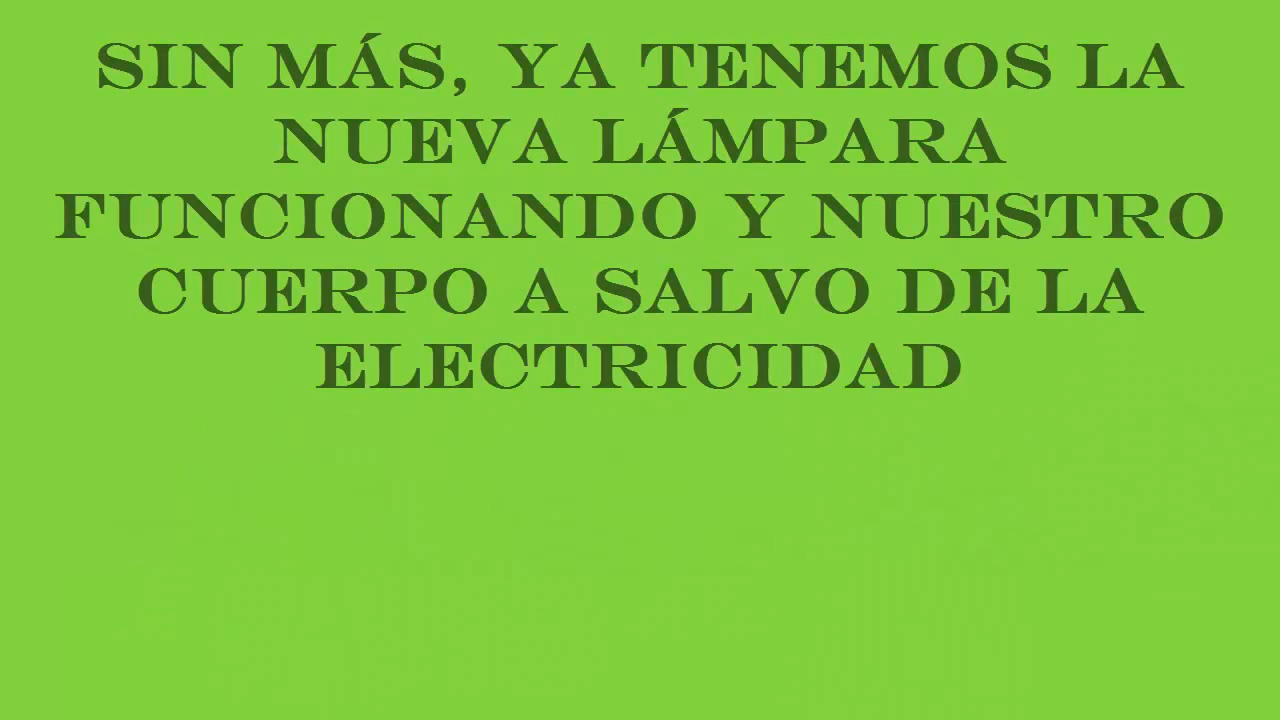 SIN MÁS, YA TENEMOS LA
NUEVA LÁMPARA
FUNCIONANDO Y NUESTRO
CUERPO A SALVO DE LA
ELECTRICIDAD